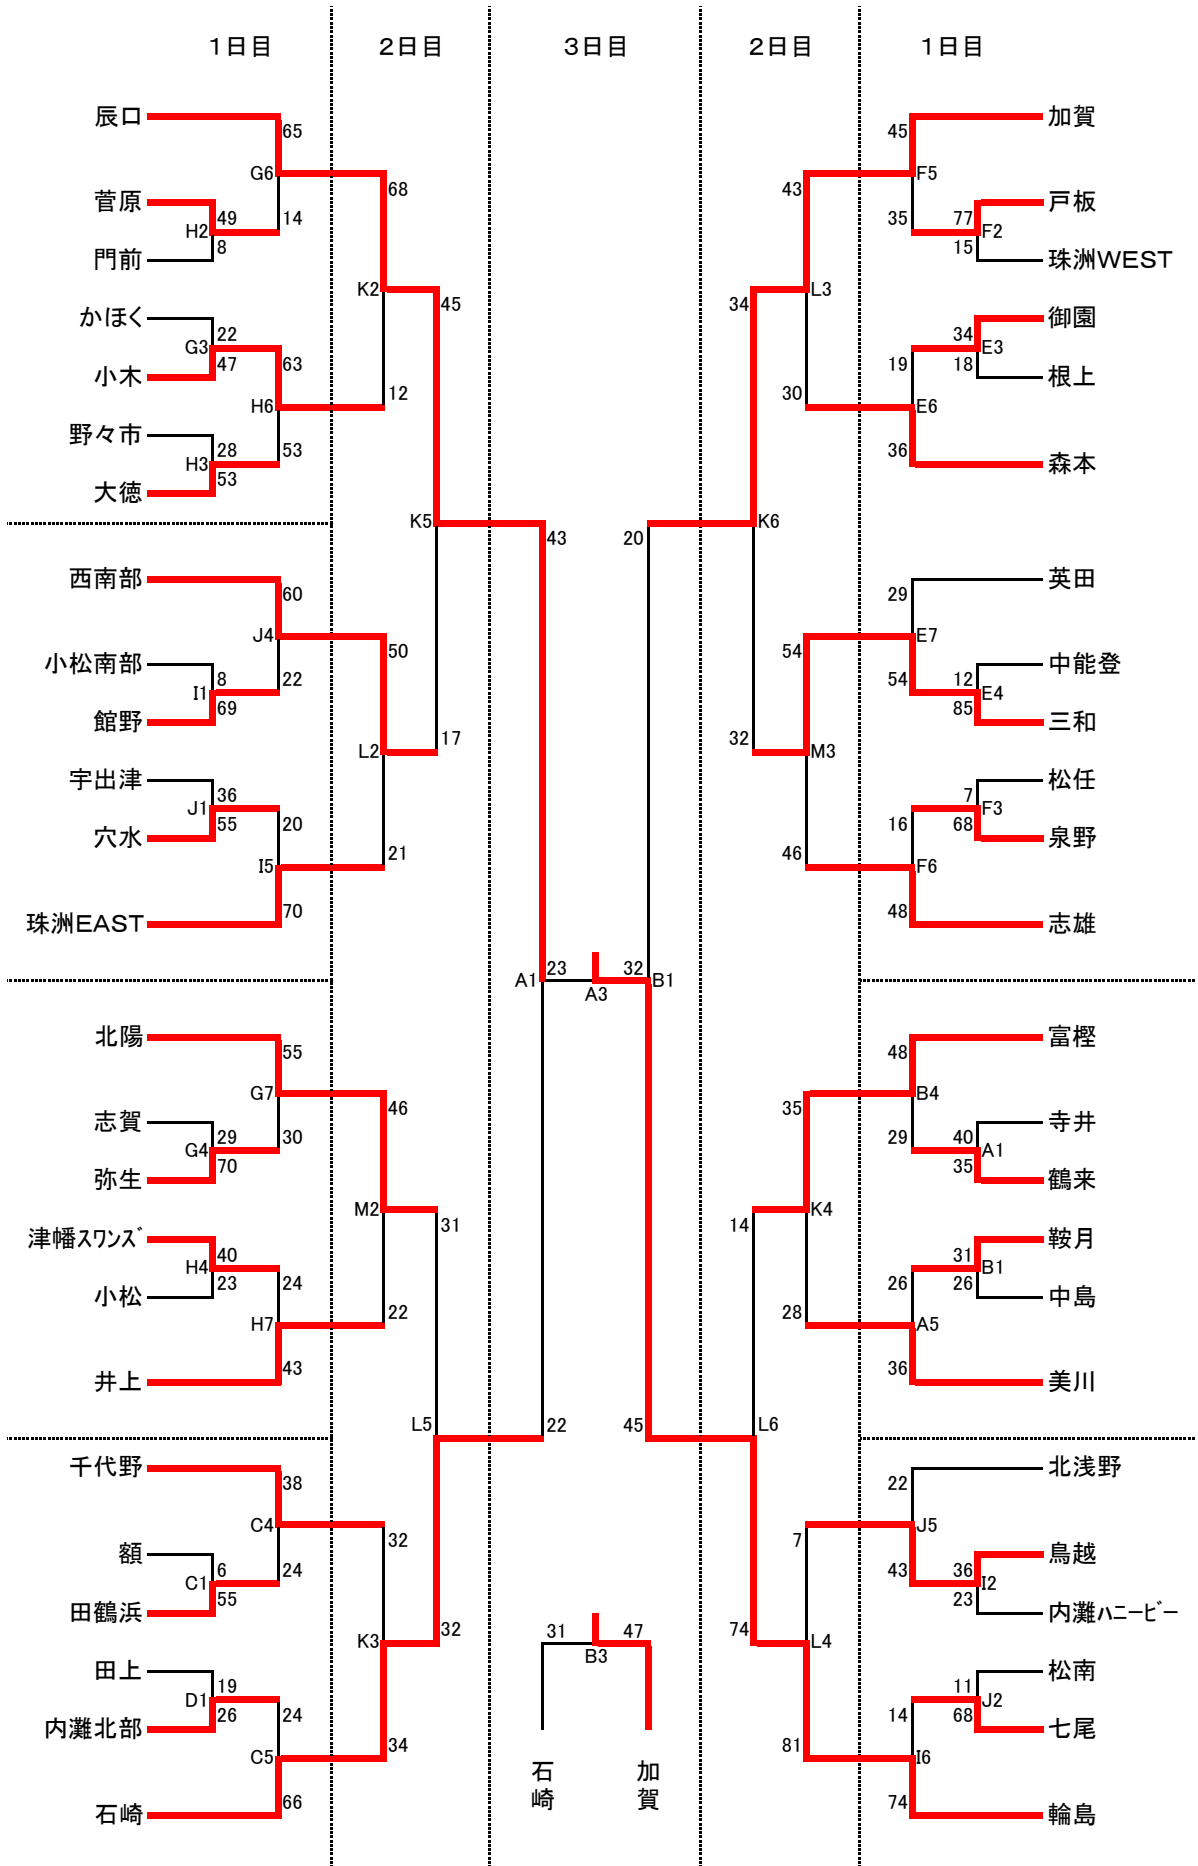 1日目 2日目 3日目 2日目 1日目
辰口 65 45 加賀
G6 68 43 F5
菅原 49 14 35 77 戸板
H2 F2
門前 8 15 珠洲WEST
K2 45 34 L3
かほく 22 34 御園
G3 E3
小木 47 63 19 18 根上
H6 12 30 E6
野々市 28 53
H3
大徳 53 36 森本
K5 43 20 K6
西南部 60 29 英田
J4 50 54 E7
小松南部 8 22 54 12 中能登
I1 E4
館野 69 85 三和
L2 17 32 M3
宇出津 36 7 松任
J1 F3
穴水 55 20 16 68 泉野
I5 21 46 F6
珠洲EAST 70 48 志雄
A1 23 A3 32 B1
北陽 55 48 富樫
G7 46 35 B4
志賀 29 30 29 40 寺井
G4 A1
弥生 70 35 鶴来
M2 31 14 K4
津幡スワンズ 40 31 鞍月
H4 B1
小松 23 24 26 26 中島
H7 22 28 A5
井上 43 36 美川
L5 22 45 L6
千代野 38 22 北浅野
C4 32 7 J5
額 6 24 43 36 鳥越
C1 I2
田鶴浜 55 23 内灘ハニービー
K3 32 31 B3 47 74 L4
田上 19 11 松南
D1 J2
内灘北部 26 24 14 68 七尾
C5 34 81 I6
石崎 66 74 輪島
石崎 加賀